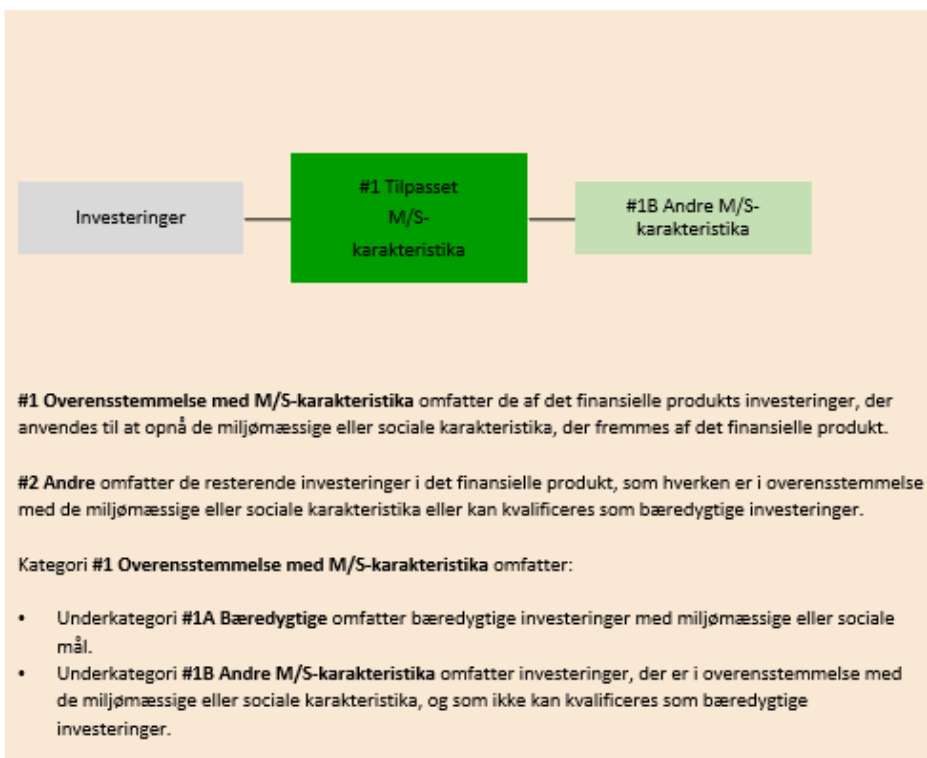 Investeringer
#1 Tilpasset
M/S-
karakteristika
#1B Andre M/S-
karakteristika
#1 Overensstemmelse med M/S-karakteristika omfatter de af det finansielle produkts investeringer, der
anvendes til at opnå de miljømæssige eller sociale karakteristika, der fremmes af det finansielle produkt.
#2 Andre omfatter de resterende investeringer i det finansielle produkt, som hverken er i overensstemmelse
med de miljømæssige eller sociale karakteristika eller kan kvalificeres som bæredygtige investeringer.
Kategori #1 Overensstemmelse med M/S-karakteristika omfatter:
• Underkategori #1A Bæredygtige omfatter bæredygtige investeringer med miljømæssige eller sociale
mål.
• Underkategori #1B Andre M/S-karakteristika omfatter investeringer, der er i overensstemmelse med
de miljømæssige eller sociale karakteristika, og som ikke kan kvalificeres som bæredygtige
investeringer.